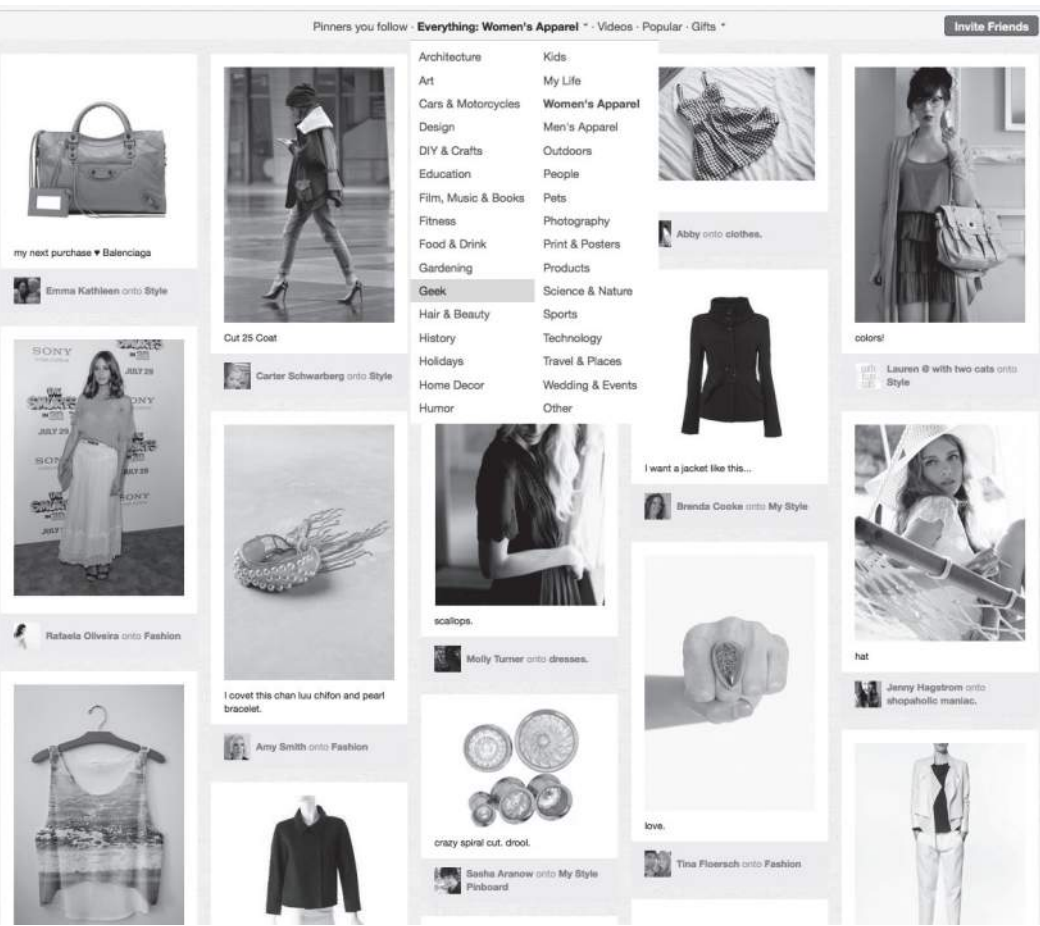 Pinners you follow · Everything: Women's Apparel · Videos · Popular · Gifts
Invite Friends
Architecture
Art
Cars & Motorcycles
Design
DIY & Crafts
Education
Film, Music & Books
Fitness
Food & Drink
Gardening
Geek
Hair & Beauty
History
Holidays
Home Decor
Humor
Kids
My Life
Women's Apparel
Men's Apparel
Outdoors
People
Pets
Photography
Print & Posters
Products
Science & Nature
Sports
Technology
Travel & Places
Wedding & Events
Other
my next purchase ♥ Balenciaga
Emma Kathleen onto Style
SONY
JULY 29
JULY 29
SONY
JULY 29
SONY
Rafaela Oliveira onto Fashion
Cut 25 Coat
Carter Schwarberg onto Style
I covet this chan luu chifon and pearl
bracelet.
Amy Smith onto Fashion
scallops.
Molly Turner onto dresses.
crazy spiral cut. drool.
Sasha Aranow onto My Style
Pinboard
Abby onto clothes.
I want a jacket like this...
Brenda Cooke onto My Style
love.
Tina Floersch onto Fashion
colors!
Lauren @ with two cats onto
Style
hat
Jenny Hagstrom onto
shopaholic maniac.